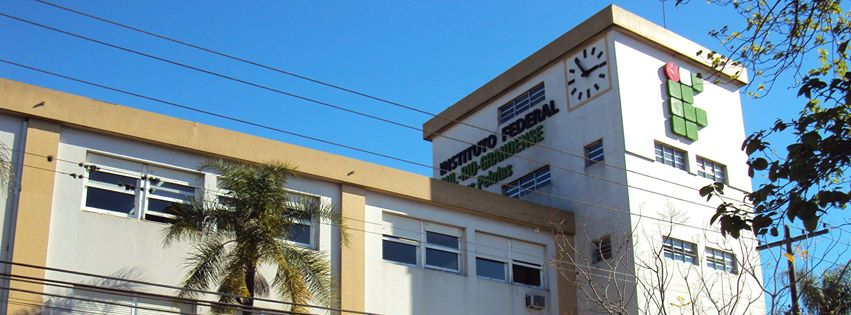 INSTITUTO FEDERAL
SUL-RIO-GRANDENSE
Pelotas